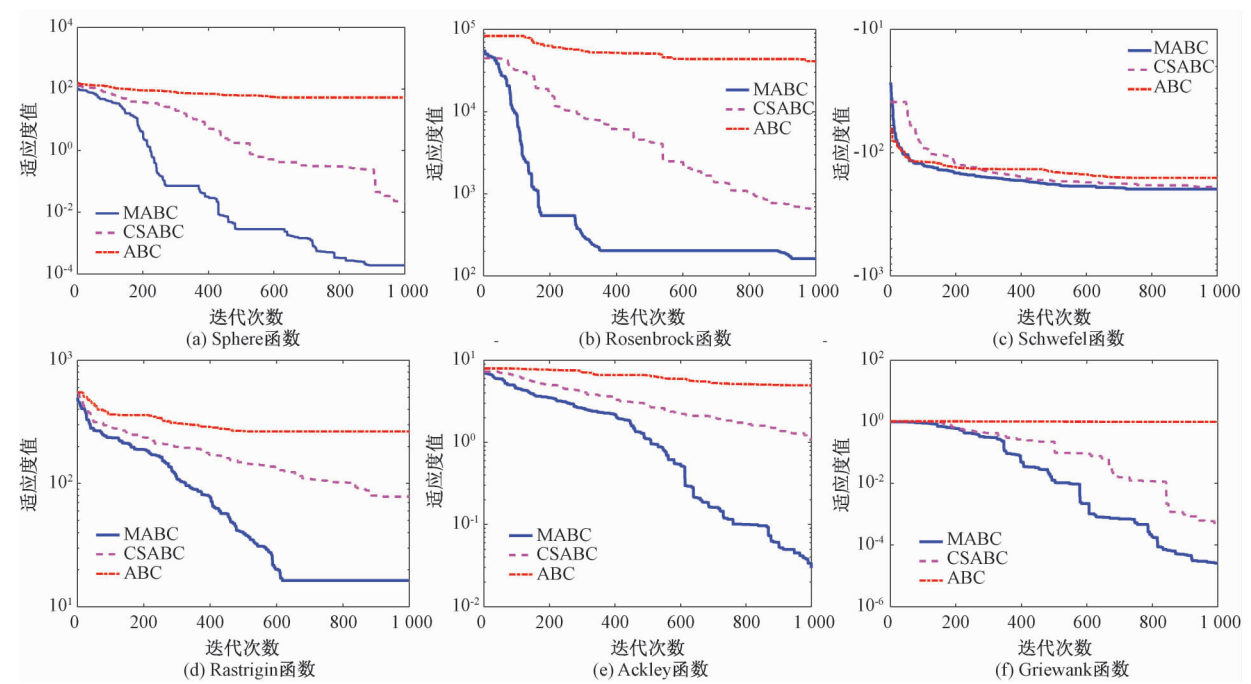 10^4
10^2
10^0
10^-2
10^-4
适应度值
MABC
CSABC
ABC
0 200 400 600 800 1 000
迭代次数
(a) Sphere函数
10^5
10^4
10^3
10^2
适应度值
MABC
CSABC
ABC
0 200 400 600 800 1 000
迭代次数
(b) Rosenbrock函数
-10^1
-10^2
-10^3
适应度值
MABC
CSABC
ABC
0 200 400 600 800 1 000
迭代次数
(c) Schwefel函数
10^3
10^2
10^1
适应度值
MABC
CSABC
ABC
0 200 400 600 800 1 000
迭代次数
(d) Rastrigin函数
10^1
10^0
10^-1
10^-2
适应度值
MABC
CSABC
ABC
0 200 400 600 800 1 000
迭代次数
(e) Ackley函数
10^2
10^0
10^-2
10^-4
10^-6
适应度值
MABC
CSABC
ABC
0 200 400 600 800 1 000
迭代次数
(f) Griewank函数